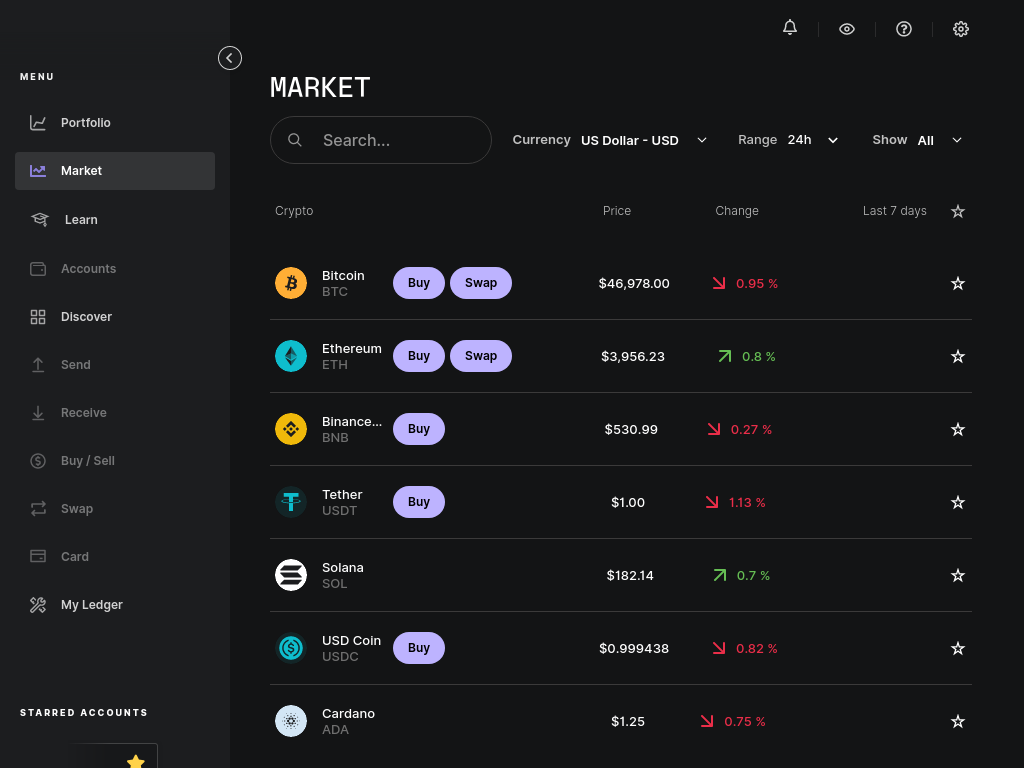 MENU
Portfolio
Market
Learn
Accounts
Discover
Send
Receive
Buy / Sell
Swap
Card
My Ledger
STARRED ACCOUNTS
MARKET
Search...
Currency US Dollar - USD
Range 24h
Show All
Crypto Price Change Last 7 days
Bitcoin
BTC
Buy Swap $46,978.00 0.95 %
Ethereum
ETH
Buy Swap $3,956.23 0.8 %
Binance...
BNB
Buy $530.99 0.27 %
Tether
USDT
Buy $1.00 1.13 %
Solana
SOL
$182.14 0.7 %
USD Coin
USDC
Buy $0.999438 0.82 %
Cardano
ADA
$1.25 0.75 %